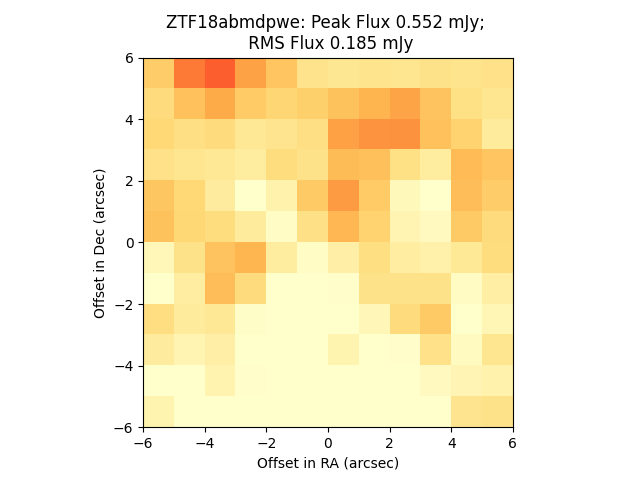 ZTF18abmdpwe: Peak Flux 0.552 mJy;
RMS Flux 0.185 mJy
6
4
2
0
−2
−4
−6
Offset in Dec (arcsec)
−6 −4 −2 0 2 4 6
Offset in RA (arcsec)